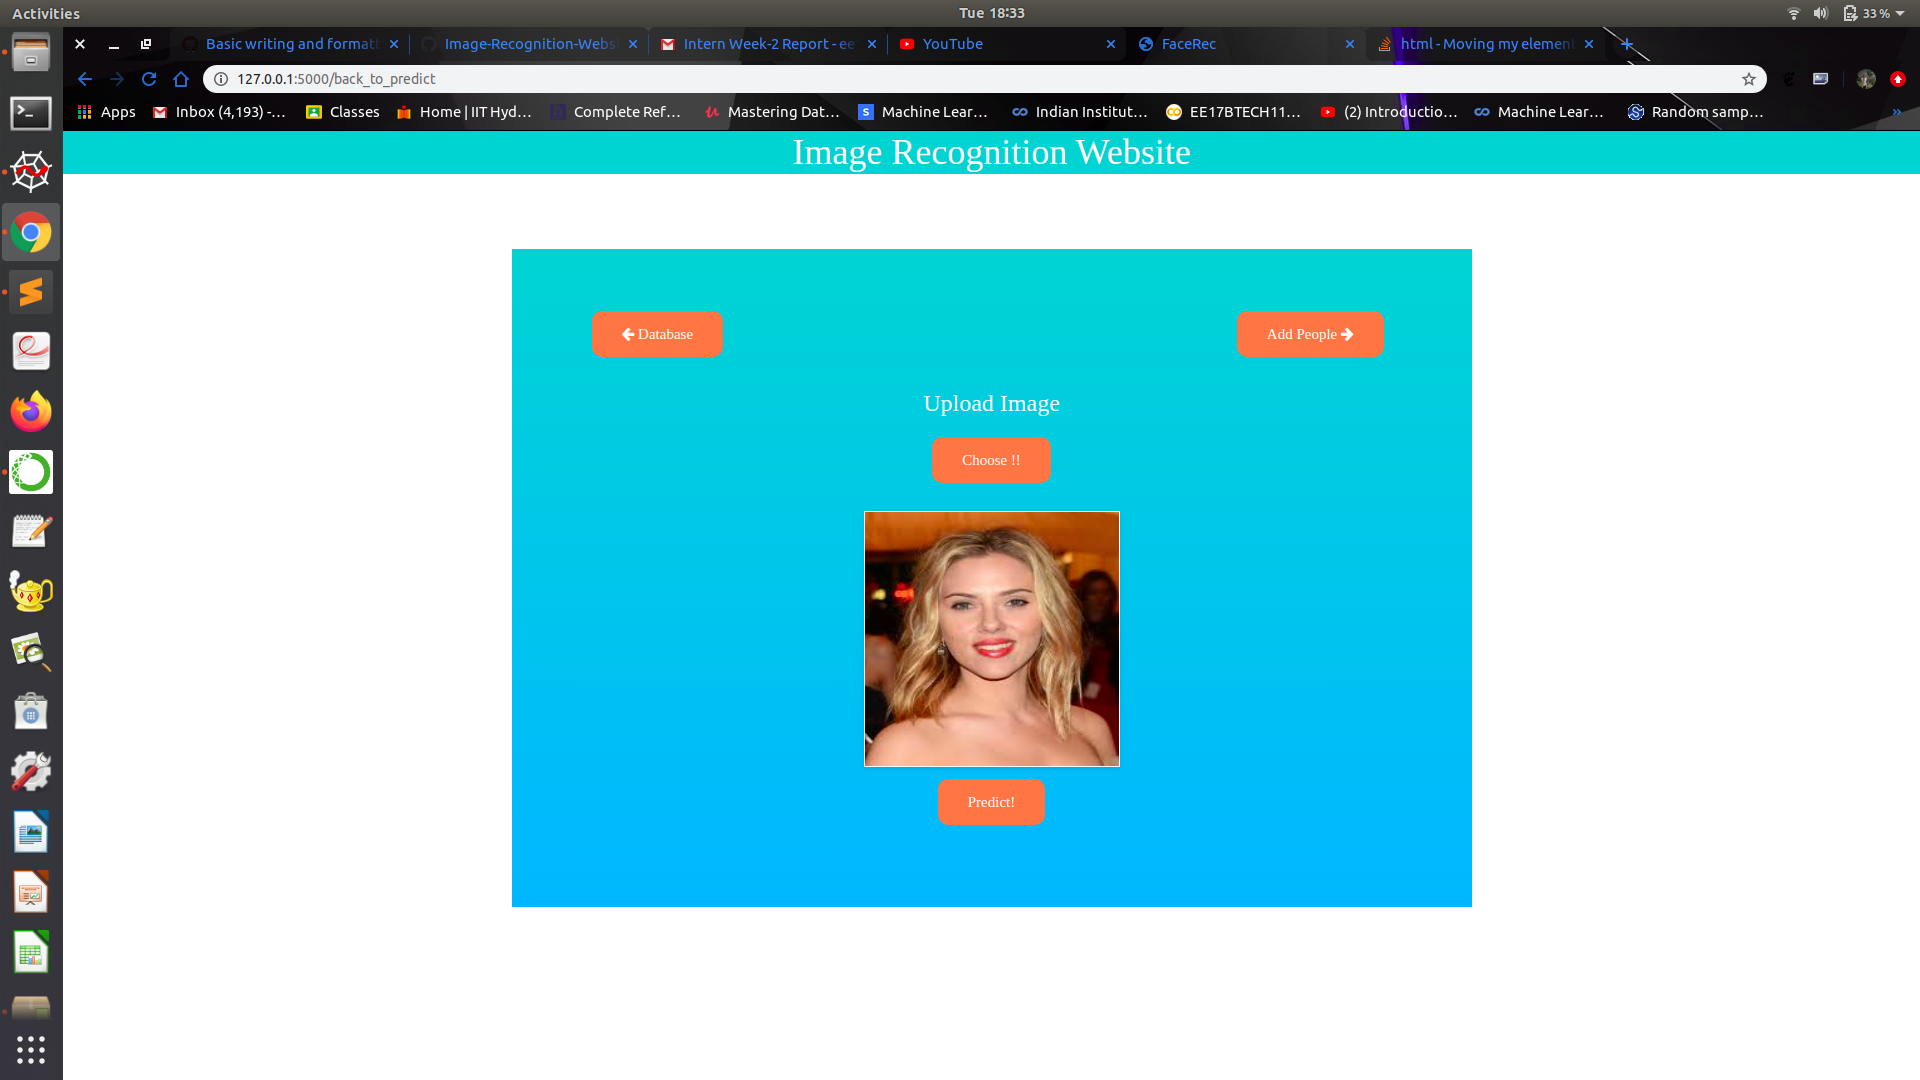 Activities
Tue 18:33
33 %
Basic writing and formatt
Image-Recognition-Websi
Intern Week-2 Report - ee
YouTube
FaceRec
html - Moving my element
127.0.0.1:5000/back_to_predict
Apps
Inbox (4,193) -...
Classes
Home | IIT Hyd...
Complete Ref...
Mastering Dat...
Machine Lear...
Indian Institut...
EE17BTECH11...
(2) Introductio...
Machine Lear...
Random samp...
Image Recognition Website
Database
Add People
Upload Image
Choose !!
Predict!